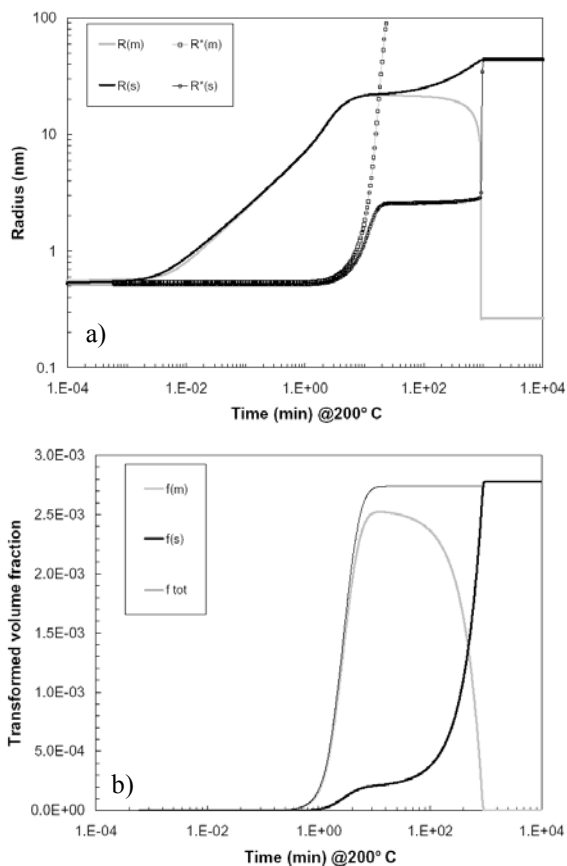 100
10
1
0.1
Radius (nm)
R(m)
R*(m)
R(s)
R*(s)
a)
1.E-04
1.E-02
1.E+00
1.E+02
1.E+04
Time (min) @200° C
3.0E-03
2.5E-03
2.0E-03
1.5E-03
1.0E-03
5.0E-04
0.0E+00
Transformed volume fraction
f(m)
f(s)
f tot
b)
1.E-04
1.E-02
1.E+00
1.E+02
1.E+04
Time (min) @200° C